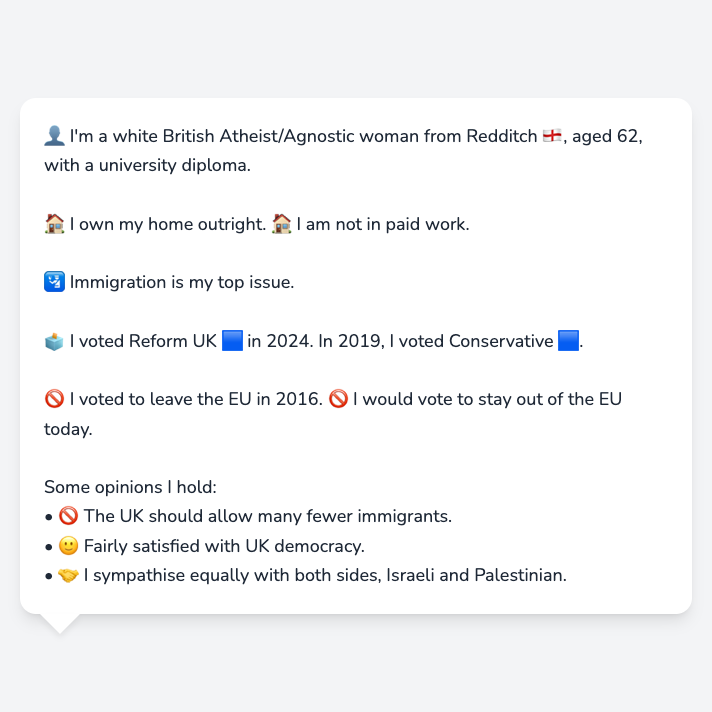 👤 I'm a white British Atheist/Agnostic woman from Redditch 🏴󠁧󠁢󠁥󠁮󠁧󠁿, aged 62,
with a university diploma.
🏠 I own my home outright. 🏠 I am not in paid work.
🛂 Immigration is my top issue.
🗳️ I voted Reform UK 🟦 in 2024. In 2019, I voted Conservative 🟦.
🚫 I voted to leave the EU in 2016. 🚫 I would vote to stay out of the EU
today.
Some opinions I hold:
• 🚫 The UK should allow many fewer immigrants.
• 🙂 Fairly satisfied with UK democracy.
• 🤝 I sympathise equally with both sides, Israeli and Palestinian.